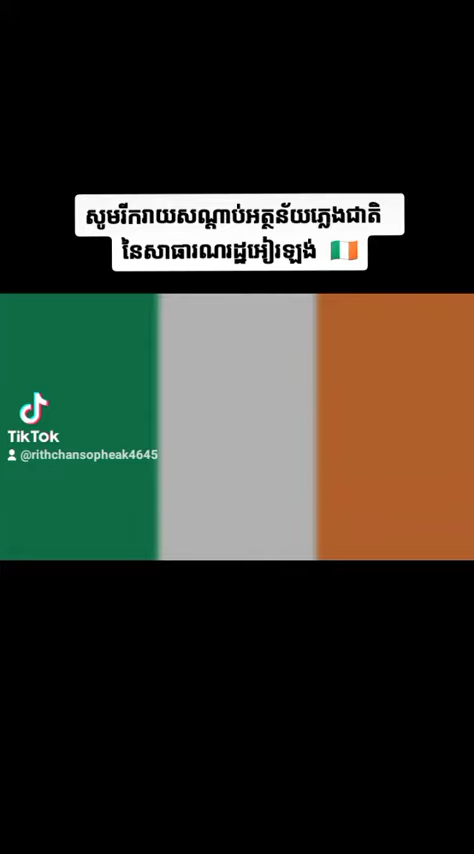 សូមរីករាយសណ្ដាប់អត្ថន័យភ្លេងជាតិ
នៃសាធារណរដ្ឋអៀរឡង់ 🇮🇪
TikTok
@rithchansopheak4645